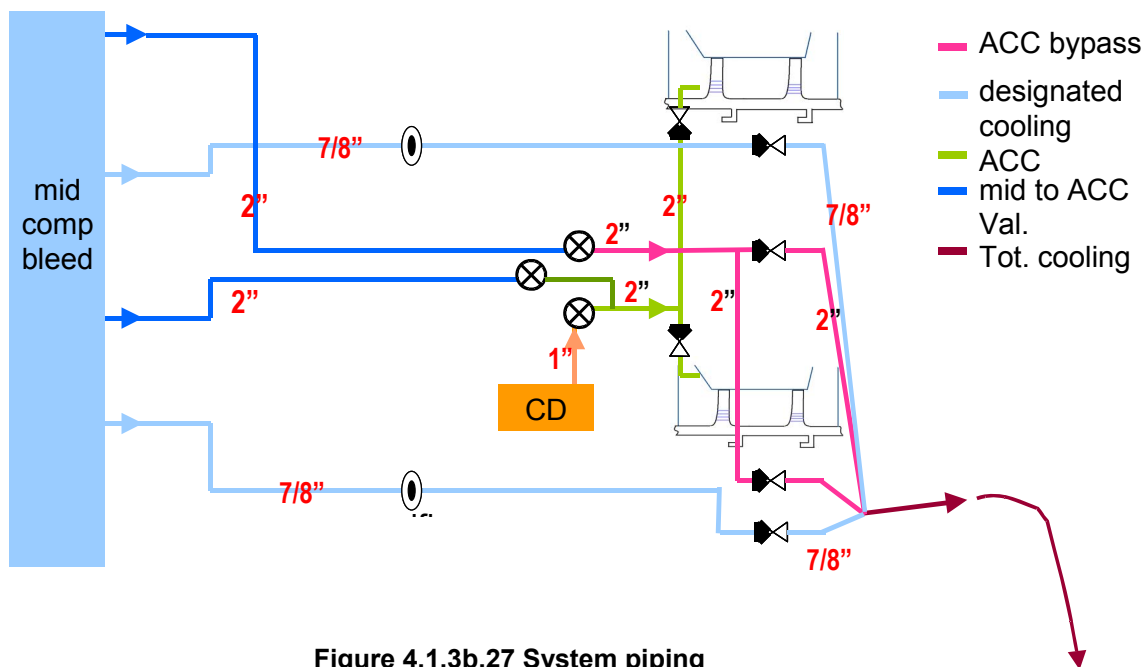 ACC bypass
designated
cooling
ACC
mid to ACC
Val.
Tot. cooling
mid
comp
bleed
7/8”
2”
2”
2”
7/8”
2”
2”
2”
2”
1”
CD
7/8”
7/8”
Figure 4.1.3b.27 System piping